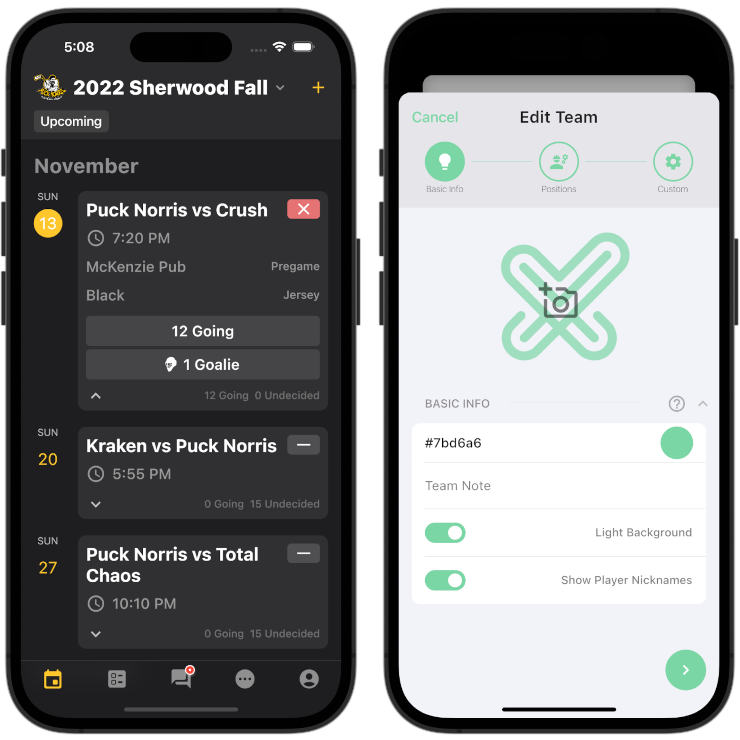 5:08
2022 Sherwood Fall
Upcoming
November
SUN
13
Puck Norris vs Crush
7:20 PM
McKenzie Pub
Pregame
Black
Jersey
12 Going
1 Goalie
12 Going 0 Undecided
SUN
20
Kraken vs Puck Norris
5:55 PM
0 Going 15 Undecided
SUN
27
Puck Norris vs Total
Chaos
10:10 PM
0 Going 15 Undecided
Cancel
Edit Team
Basic Info
Positions
Custom
BASIC INFO
#7bd6a6
Team Note
Light Background
Show Player Nicknames